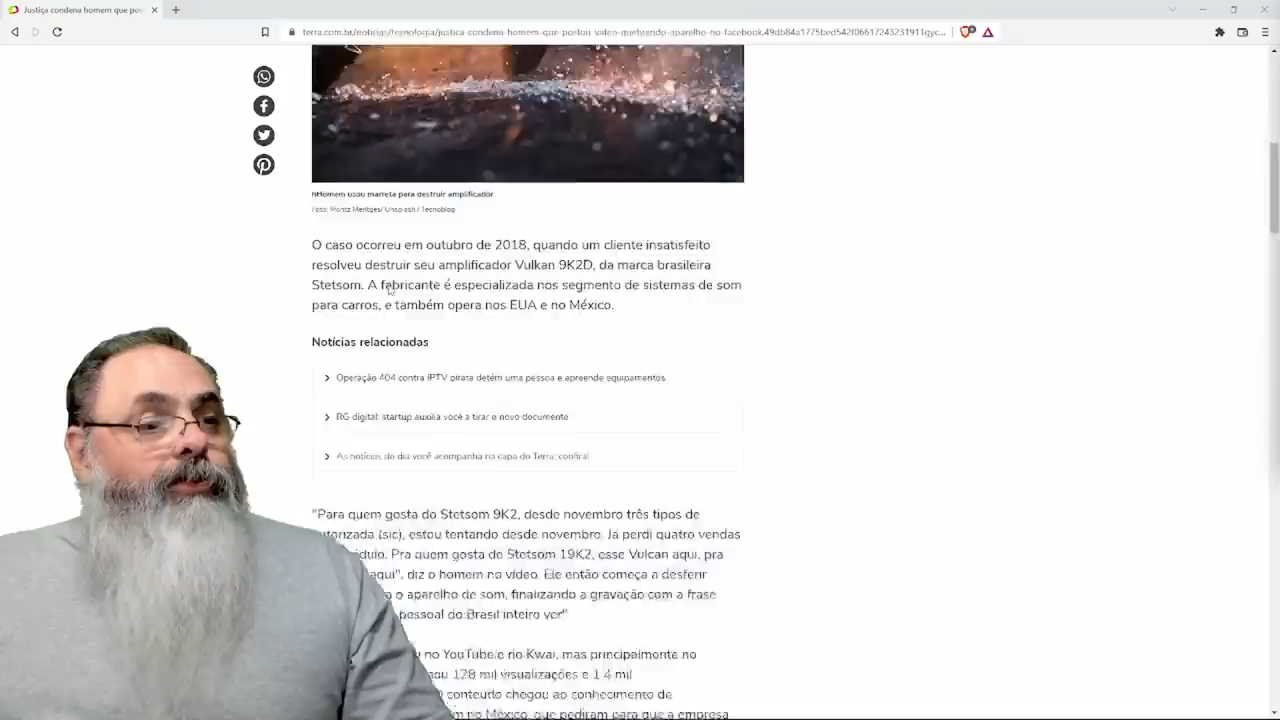 Justiça condena homem que pos
terra.com.br/noticias/tecnologia/justica-condena-homem-que-postou-video-quebrando-aparelho-no-facebook,49db84a1775bed542f06617243231911gyc...
Homem usou marreta para destruir amplificador
Foto: Moritz Mentges/ Unsplash / Tecnoblog
O caso ocorreu em outubro de 2018, quando um cliente insatisfeito
resolveu destruir seu amplificador Vulkan 9K2D, da marca brasileira
Stetsom. A fabricante é especializada nos segmento de sistemas de som
para carros, e também opera nos EUA e no México.
Notícias relacionadas
Operação 404 contra IPTV pirata detém uma pessoa e apreende equipamentos
RG digital: startup auxilia você a tirar o novo documento
As notícias do dia você acompanha na capa do Terra; confira!
"Para quem gosta do Stetsom 9K2, desde novembro três tipos de
utorizada (sic), estou tentando desde novembro. Já perdi quatro vendas
Pra quem gosta do Stetsom 19K2, esse Vulcan aqui, pra
aqui", diz o homem no vídeo. Ele então começa a desferir
a o aparelho de som, finalizando a gravação com a frase
pessoal do Brasil inteiro ver"
u no YouTube e no Kwai, mas principalmente no
ou 128 mil visualizações e 1,4 mil
O conteúdo chegou ao conhecimento de
m no México, que pediram para que a empresa